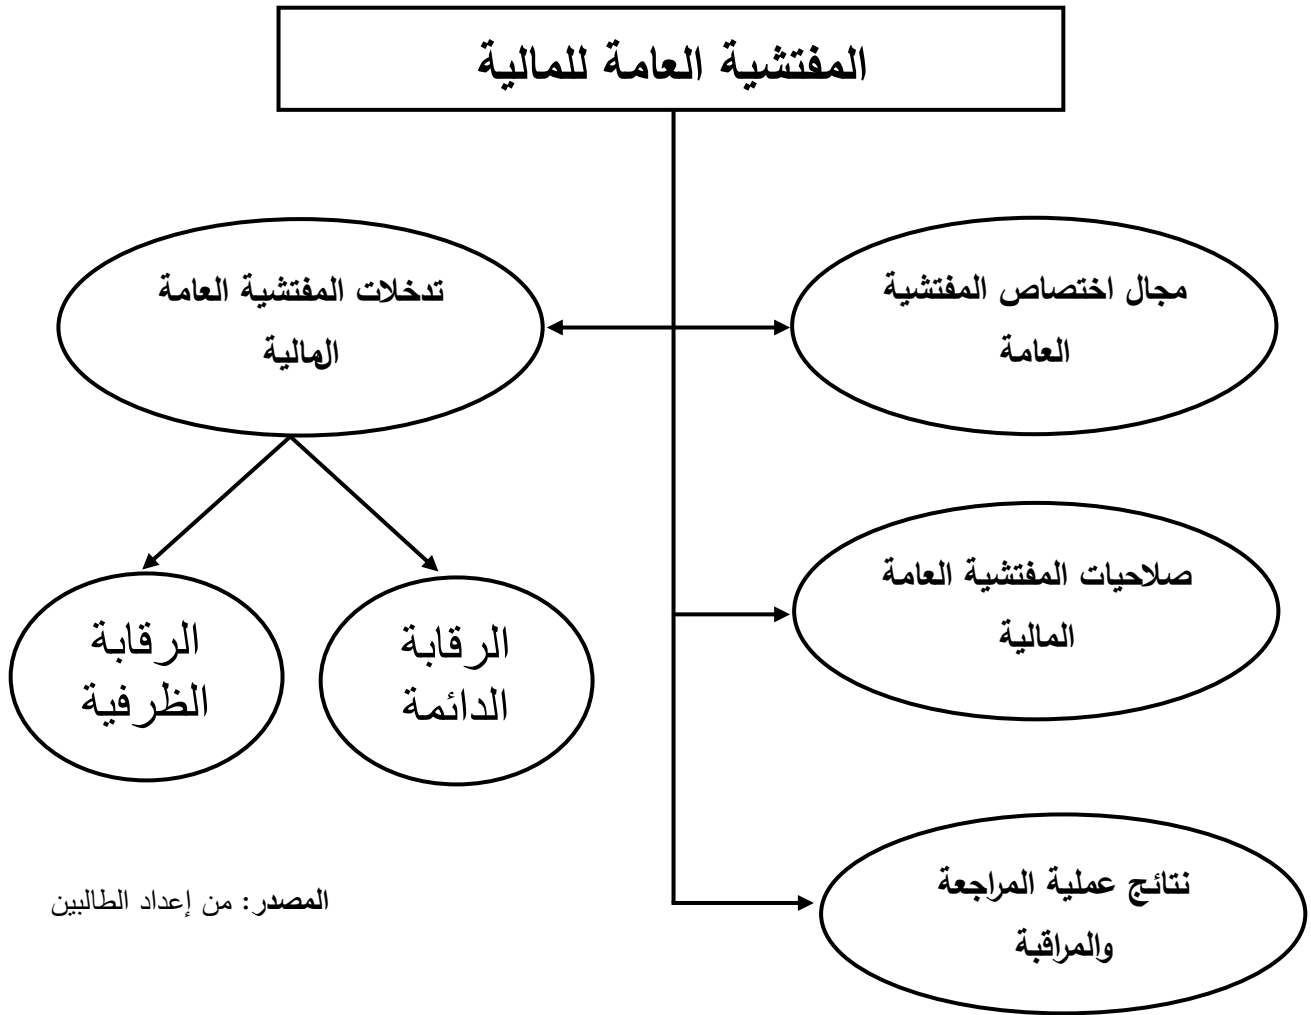 المفتشية العامة للمالية
مجال اختصاص المفتشية
العامة
تدخلات المفتشية العامة
المالية
صلاحيات المفتشية العامة
المالية
الرقابة
الدائمة
الرقابة
الظرفية
نتائج عملية المراجعة
والمراقبة
المصدر: من إعداد الطالبين